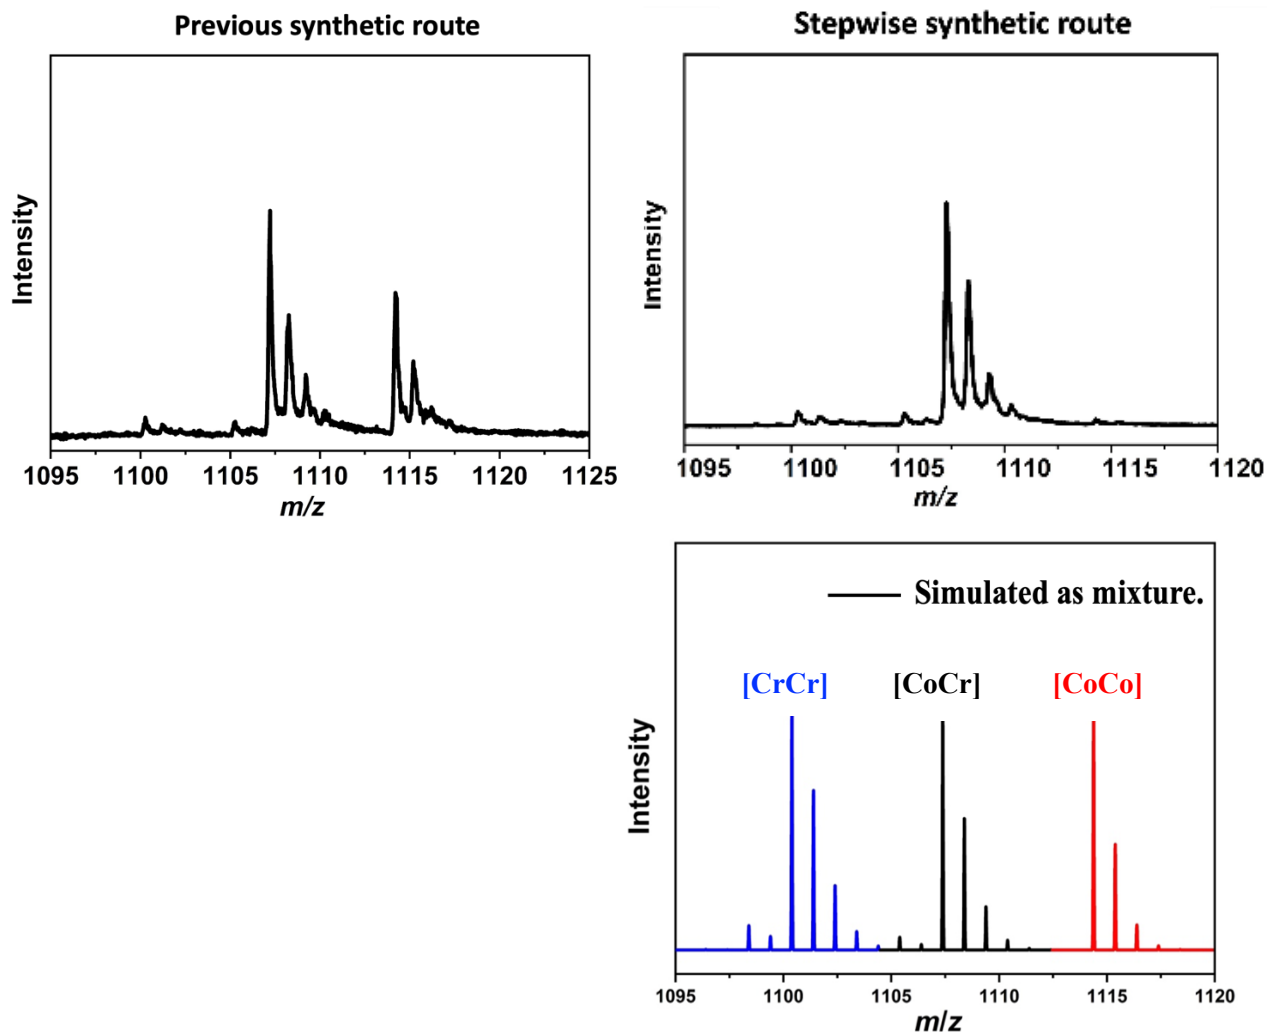 Previous synthetic route
Intensity
1095 1100 1105 1110 1115 1120 1125
m/z
Stepwise synthetic route
Intensity
1095 1100 1105 1110 1115 1120
m/z
Simulated as mixture.
[CrCr] [CoCr] [CoCo]
Intensity
1095 1100 1105 1110 1115 1120
m/z